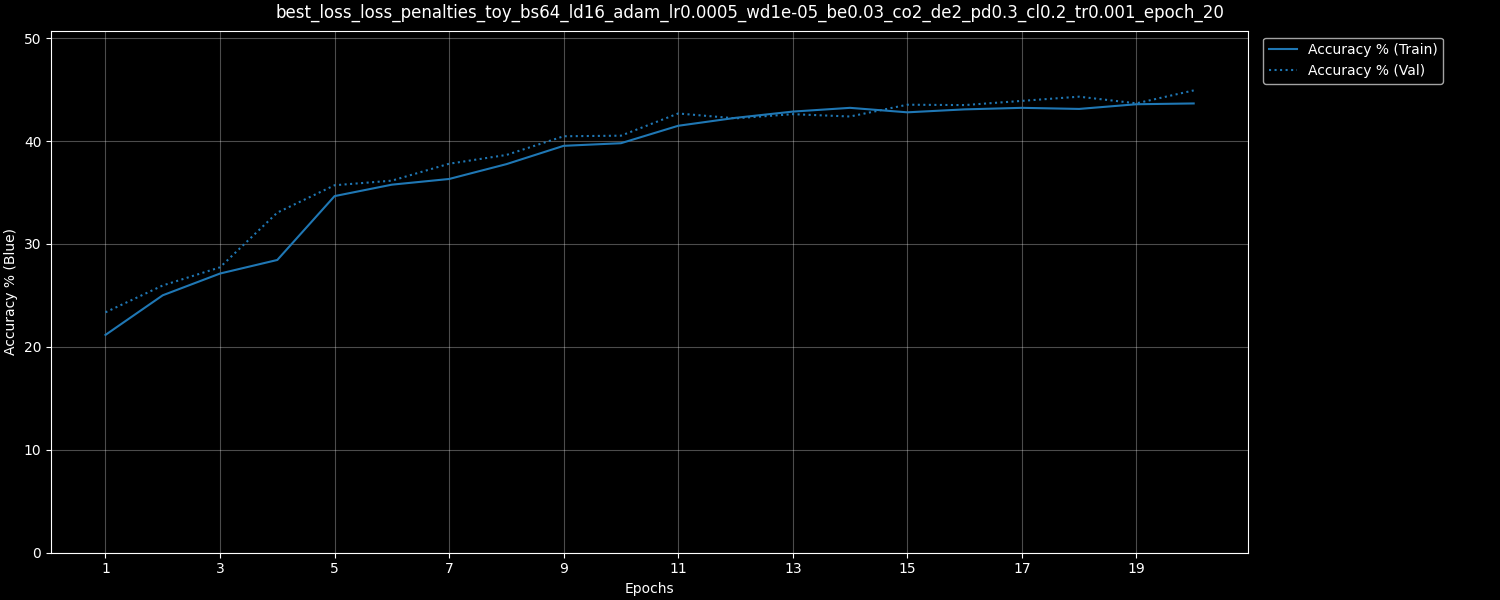 best_loss_loss_penalties_toy_bs64_ld16_adam_lr0.0005_wd1e-05_be0.03_co2_de2_pd0.3_cl0.2_tr0.001_epoch_20
Accuracy % (Train)
Accuracy % (Val)
Accuracy % (Blue)
50
40
30
20
10
0
1 3 5 7 9 11 13 15 17 19
Epochs